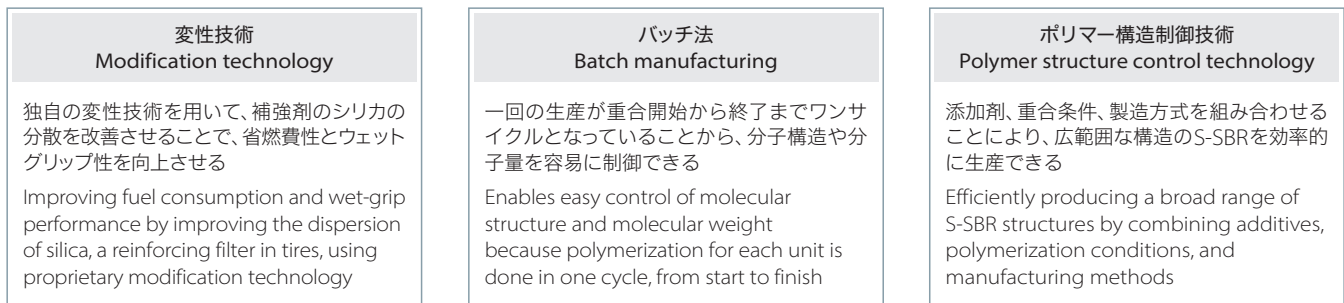 変性技術
Modification technology
独自の変性技術を用いて、補強剤のシリカの
分散を改善させることで、省燃費性とウェット
グリップ性を向上させる
Improving fuel consumption and wet-grip
performance by improving the dispersion
of silica, a reinforcing filter in tires, using
proprietary modification technology
バッチ法
Batch manufacturing
一回の生産が重合開始から終了までワンサ
イクルとなっていることから、分子構造や分
子量を容易に制御できる
Enables easy control of molecular
structure and molecular weight
because polymerization for each unit is
done in one cycle, from start to finish
ポリマー構造制御技術
Polymer structure control technology
添加剤、重合条件、製造方式を組み合わせる
ことにより、広範囲な構造のS-SBRを効率的
に生産できる
Efficiently producing a broad range of
S-SBR structures by combining additives,
polymerization conditions, and
manufacturing methods